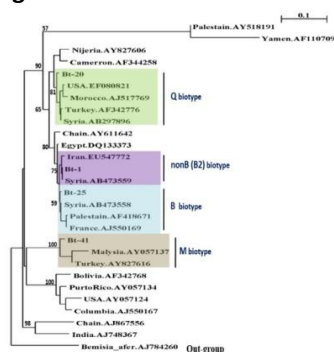 0.1
57
Palestain.AY518191
Yamen.AF110709
Nijeria.AY827606
Camerron.AF344258
90
Bt-20
USA.EF080821
81
Morocco.AJ517769
Q biotype
Turkey.AF342776
65
Syria.AB297896
Chain.AY611642
Egypt.DQ133373
80
Iran.EU547772
75
Bt-1
nonB (B2) biotype
Syria.AB473559
Bt-25
59
Syria.AB473558
B biotype
Palestain.AF418671
France.AJ550169
Bt-41
100
Malysia.AY057137
M biotype
Turkey.AY827616
Bolivia.AF342768
100
PurtoRico.AY057134
USA.AY057124
Columbia.AJ550167
Chain.AJ867556
98
India.AJ748367
Bemisia_afer.AJ784260
Out-group